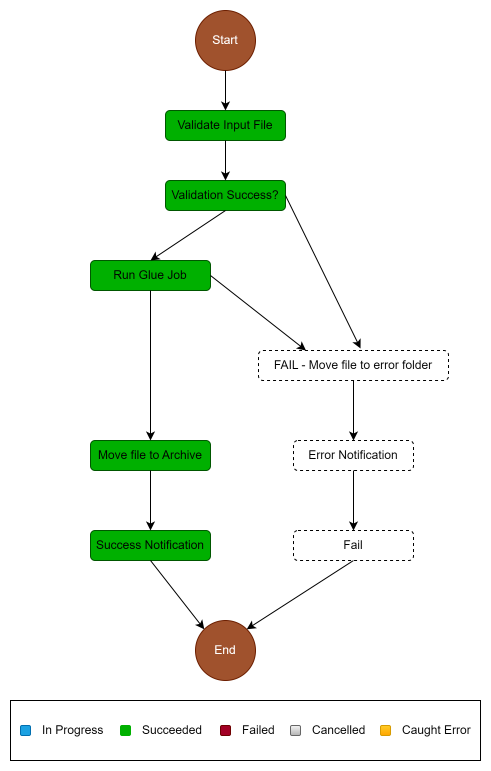 Start
Validate Input File
Validation Success?
Run Glue Job
FAIL - Move file to error folder
Move file to Archive
Error Notification
Success Notification
Fail
End
In Progress
Succeeded
Failed
Cancelled
Caught Error